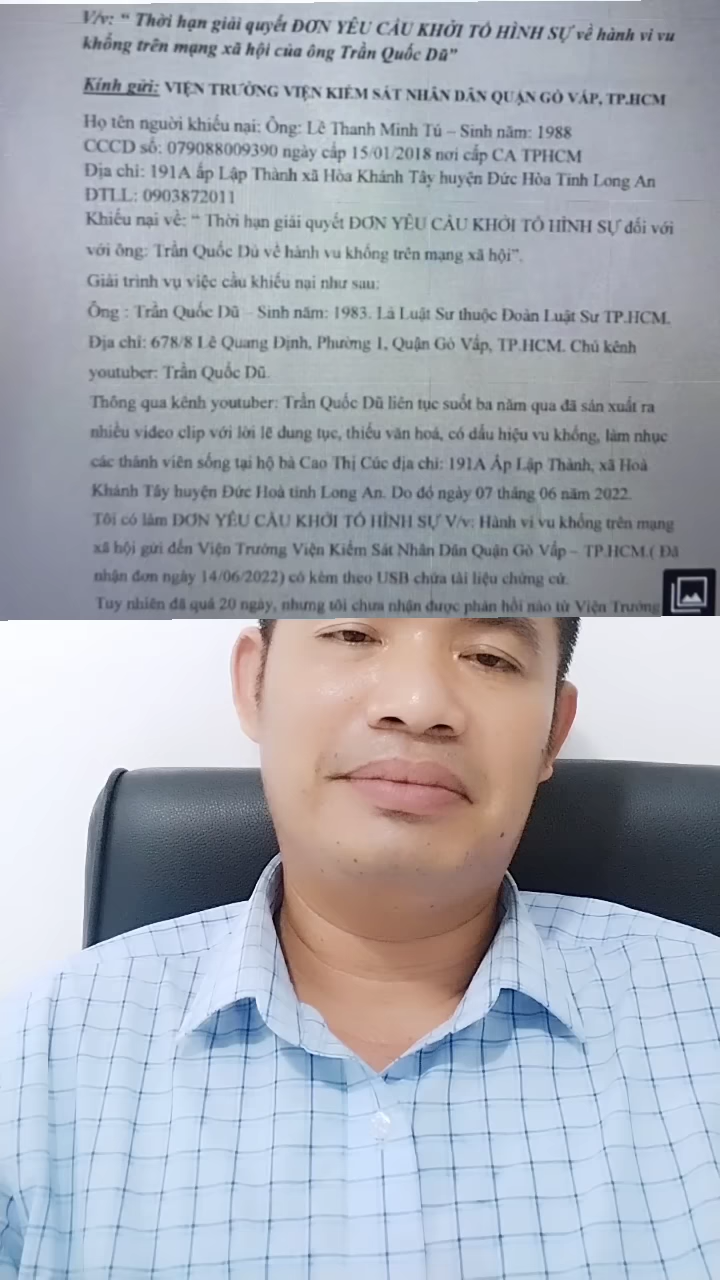 V/v: “ Thời hạn giải quyết ĐƠN YÊU CẦU KHỞI TỐ HÌNH SỰ về hành vi vu
khống trên mạng xã hội của ông Trần Quốc Dũ”
Kính gửi: VIỆN TRƯỞNG VIỆN KIỂM SÁT NHÂN DÂN QUẬN GÒ VẤP, TP.HCM
Họ tên nguời khiếu nại: Ông: Lê Thanh Minh Tú – Sinh năm: 1988
CCCD số: 079088009390 ngày cấp 15/01/2018 nơi cấp CA TPHCM
Địa chỉ: 191A ấp Lập Thành xã Hòa Khánh Tây huyện Đức Hòa Tỉnh Long An
ĐTLL: 0903872011
Khiếu nại về: “ Thời hạn giải quyết ĐƠN YÊU CẦU KHỞI TỐ HÌNH SỰ đối với
với ông: Trần Quốc Dũ về hành vu khống trên mạng xã hội”.
Giải trình vụ việc cầu khiếu nại như sau:
Ông : Trần Quốc Dũ – Sinh năm: 1983. Là Luật Sư thuộc Đoàn Luật Sư TP.HCM.
Địa chỉ: 678/8 Lê Quang Định, Phường 1, Quận Gò Vấp, TP.HCM. Chủ kênh
youtuber: Trần Quốc Dũ.
Thông qua kênh youtuber: Trần Quốc Dũ liên tục suốt ba năm qua đã sản xuất ra
nhiều video clip với lời lẽ dung tục, thiếu văn hoá, có dấu hiệu vu khống, làm nhục
các thành viên sống tại hộ bà Cao Thị Cúc địa chỉ: 191A Ấp Lập Thành, xã Hoà
Khánh Tây huyện Đức Hoà tỉnh Long An. Do đó ngày 07 tháng 06 năm 2022.
Tôi có làm ĐƠN YÊU CẦU KHỞI TỐ HÌNH SỰ V/v: Hành vi vu khống trên mạng
xã hội gửi đến Viện Trưởng Viện Kiểm Sát Nhân Dân Quận Gò Vấp – TP.HCM.( Đã
nhận đơn ngày 14/06/2022) có kèm theo USB chứa tài liệu chứng cứ.
Tuy nhiên đã quá 20 ngày, nhưng tôi chưa nhận được phản hồi nào từ Viện Trưởng